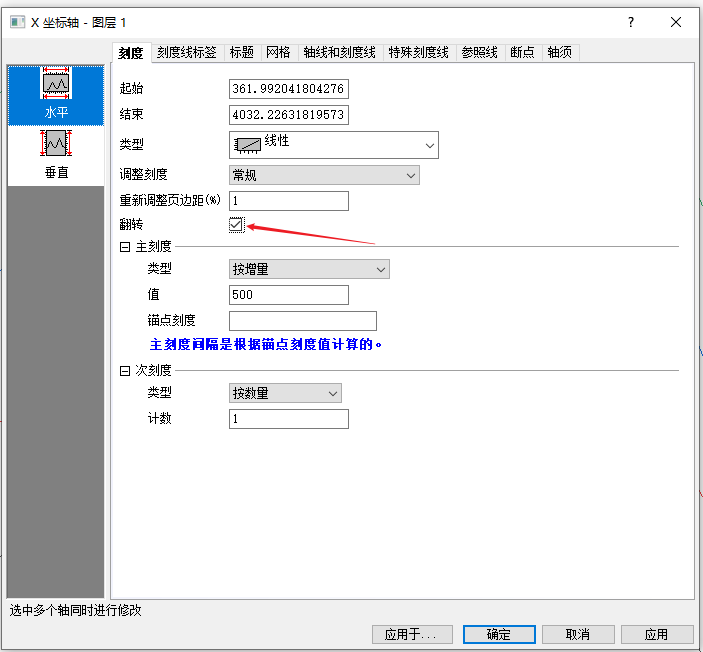 X 坐标轴 - 图层 1
?
水平
垂直
刻度 刻度线标签 标题 网格 轴线和刻度线 特殊刻度线 参照线 断点 轴须
起始 361.992041804276
结束 4032.22631819573
类型 线性
调整刻度 常规
重新调整页边距(%) 1
翻转
主刻度
类型 按增量
值 500
锚点刻度
主刻度间隔是根据锚点刻度值计算的。
次刻度
类型 按数量
计数 1
选中多个轴同时进行修改
应用于... 确定 取消 应用